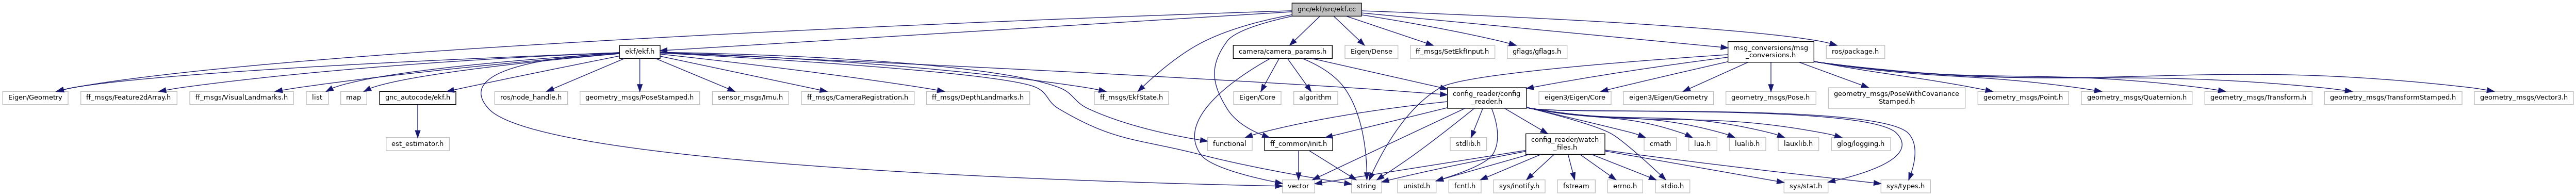 gnc/ekf/src/ekf.cc
ekf/ekf.h
camera/camera_params.h
Eigen/Dense
ff_msgs/SetEkfInput.h
gflags/gflags.h
msg_conversions/msg
_conversions.h
ros/package.h
Eigen/Geometry
ff_msgs/Feature2dArray.h
ff_msgs/VisualLandmarks.h
list
map
gnc_autocode/ekf.h
ros/node_handle.h
geometry_msgs/PoseStamped.h
sensor_msgs/Imu.h
ff_msgs/CameraRegistration.h
ff_msgs/DepthLandmarks.h
ff_msgs/EkfState.h
Eigen/Core
algorithm
config_reader/config
_reader.h
eigen3/Eigen/Core
eigen3/Eigen/Geometry
geometry_msgs/Pose.h
geometry_msgs/PoseWithCovariance
Stamped.h
geometry_msgs/Point.h
geometry_msgs/Quaternion.h
geometry_msgs/Transform.h
geometry_msgs/TransformStamped.h
geometry_msgs/Vector3.h
est_estimator.h
functional
ff_common/init.h
stdlib.h
config_reader/watch
_files.h
cmath
lua.h
lualib.h
lauxlib.h
glog/logging.h
vector
string
unistd.h
fcntl.h
sys/inotify.h
fstream
errno.h
stdio.h
sys/stat.h
sys/types.h